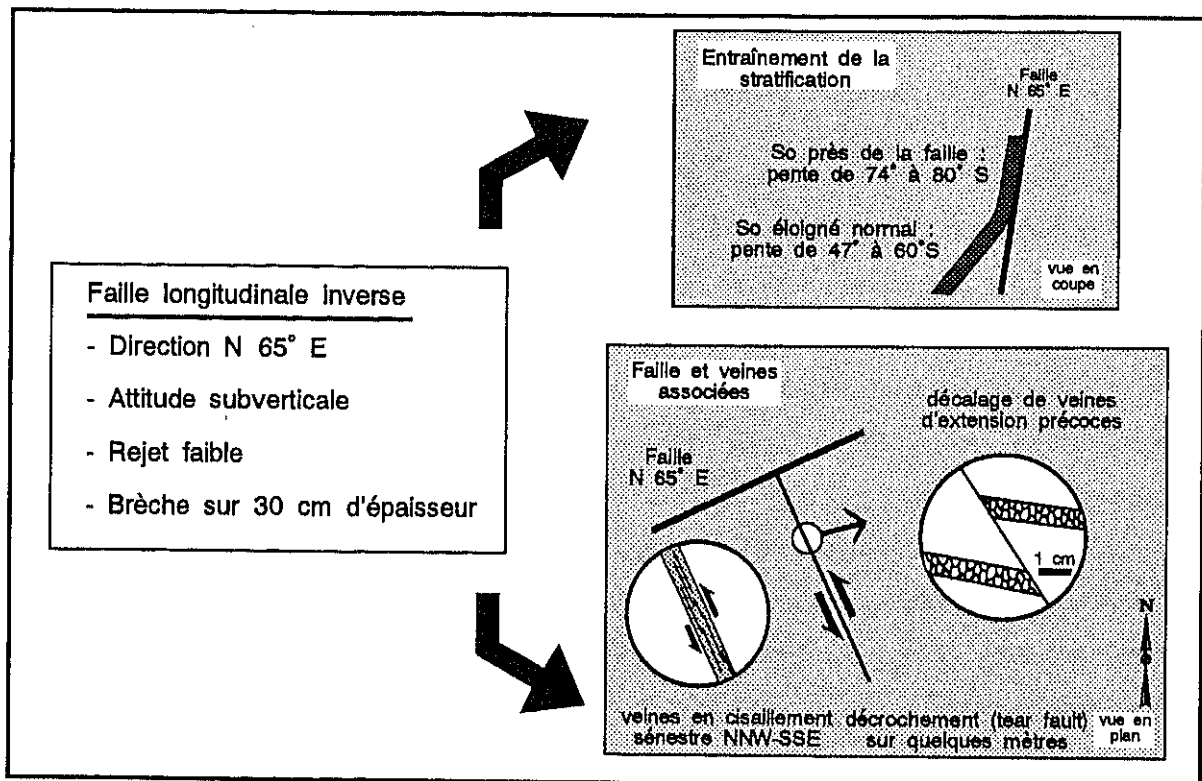 Entraînement de la
stratification
Faille
N 65° E
So près de la faille :
pente de 74° à 80° S
So éloigné normal :
pente de 47° à 60°S
vue en
coupe
Faille longitudinale inverse
- Direction N 65° E
- Attitude subverticale
- Rejet faible
- Brèche sur 30 cm d'épaisseur
Faille et veines
associées
décalage de veines
d'extension précoces
Faille
N 65° E
1 cm
N
veines en cisaillement
sénestre NNW-SSE
décrochement (tear fault)
sur quelques mètres
vue en
plan